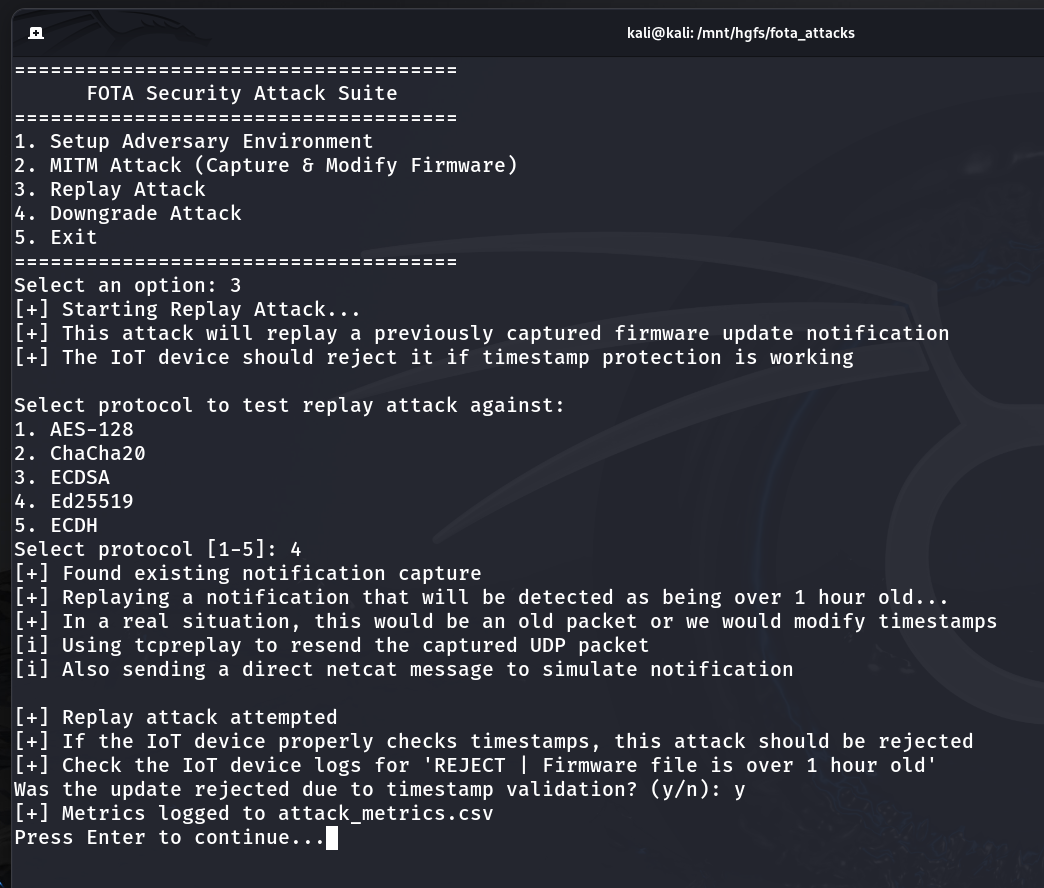 kali@kali: /mnt/hgfs/fota_attacks
=====================================
FOTA Security Attack Suite
=====================================
1. Setup Adversary Environment
2. MITM Attack (Capture & Modify Firmware)
3. Replay Attack
4. Downgrade Attack
5. Exit
=====================================
Select an option: 3
[+] Starting Replay Attack...
[+] This attack will replay a previously captured firmware update notification
[+] The IoT device should reject it if timestamp protection is working
Select protocol to test replay attack against:
1. AES-128
2. ChaCha20
3. ECDSA
4. Ed25519
5. ECDH
Select protocol [1-5]: 4
[+] Found existing notification capture
[+] Replaying a notification that will be detected as being over 1 hour old...
[+] In a real situation, this would be an old packet or we would modify timestamps
[i] Using tcpreplay to resend the captured UDP packet
[i] Also sending a direct netcat message to simulate notification
[+] Replay attack attempted
[+] If the IoT device properly checks timestamps, this attack should be rejected
[+] Check the IoT device logs for 'REJECT | Firmware file is over 1 hour old'
Was the update rejected due to timestamp validation? (y/n): y
[+] Metrics logged to attack_metrics.csv
Press Enter to continue...